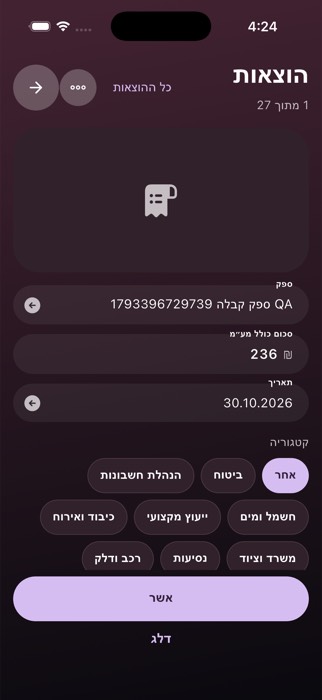 4:24
הוצאות
כל ההוצאות
1 מתוך 27
ספק
QA ספק קבלה 1793396729739
סכום כולל מע״מ
₪ 236
תאריך
30.10.2026
קטגוריה
אחר
ביטוח
הנהלת חשבונות
חשמל ומים
ייעוץ מקצועי
כיבוד ואירוח
משרד וציוד
נסיעות
רכב ודלק
אשר
דלג